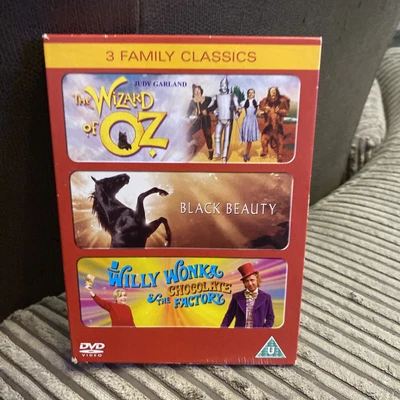 3 FAMILY CLASSICS
JUDY GARLAND
THE WIZARD
OF OZ
BLACK BEAUTY
WILLY WONKA
& THE CHOCOLATE
FACTORY
DVD
VIDEO
U